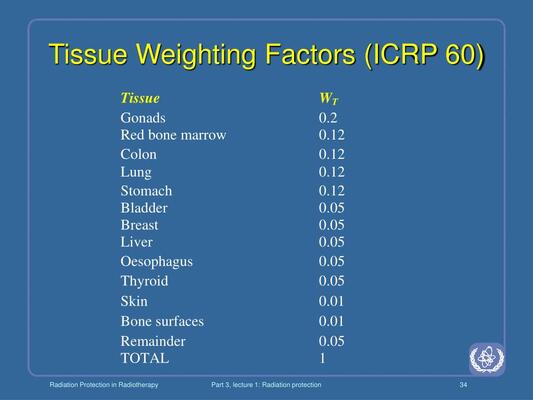 Tissue Weighting Factors (ICRP 60)
Tissue W_T
Gonads 0.2
Red bone marrow 0.12
Colon 0.12
Lung 0.12
Stomach 0.12
Bladder 0.05
Breast 0.05
Liver 0.05
Oesophagus 0.05
Thyroid 0.05
Skin 0.01
Bone surfaces 0.01
Remainder 0.05
TOTAL 1
Radiation Protection in Radiotherapy Part 3, lecture 1: Radiation protection 34